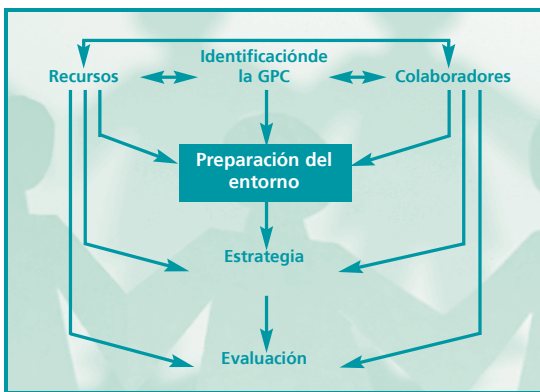 Identificaciónde
la GPC
Recursos
Colaboradores
Preparación del
entorno
Estrategia
Evaluación